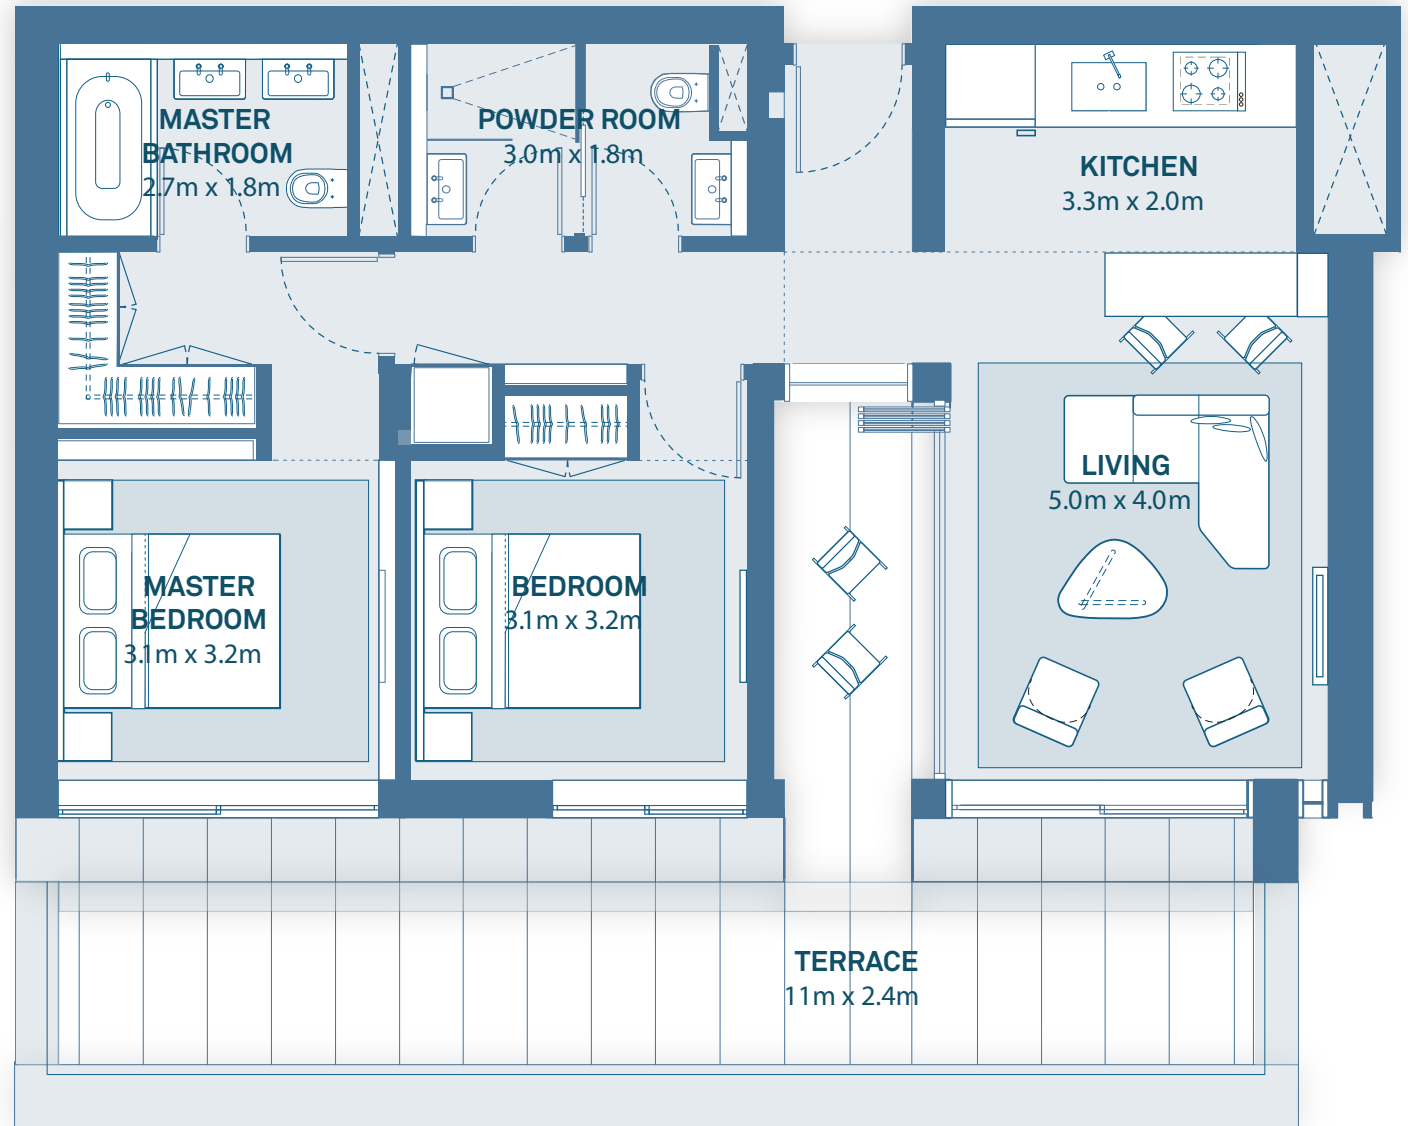 MASTER
BATHROOM
2.7m x 1.8m
POWDER ROOM
3.0m x 1.8m
KITCHEN
3.3m x 2.0m
LIVING
5.0m x 4.0m
MASTER
BEDROOM
3.1m x 3.2m
BEDROOM
3.1m x 3.2m
TERRACE
11m x 2.4m